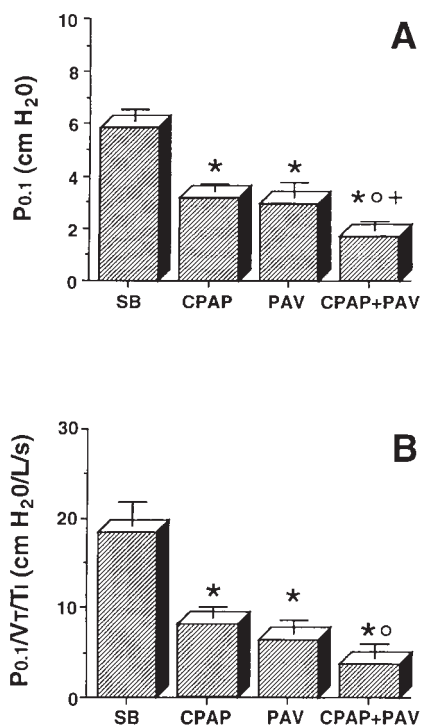 A
P0.1 (cm H20)
10
8
6
4
2
0
*
*
* o +
SB CPAP PAV CPAP+PAV
B
P0.1/VT/TI (cm H20/L/s)
30
20
10
0
*
*
* o
SB CPAP PAV CPAP+PAV